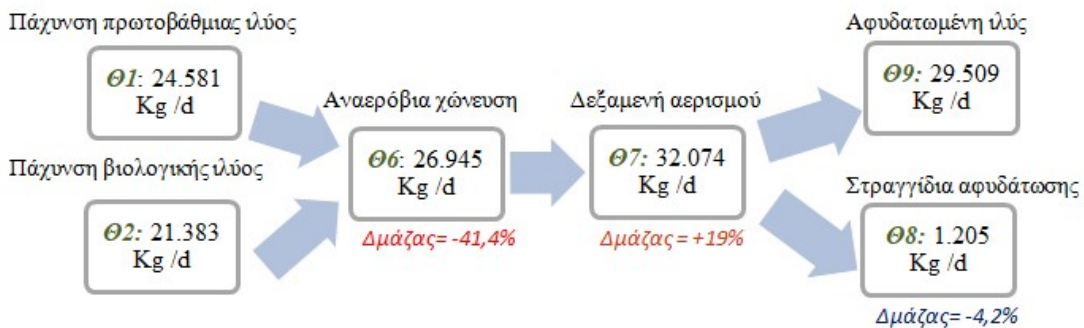 Πάχυνση πρωτοβάθμιας ιλύος
Θ1: 24.581
Kg /d
Πάχυνση βιολογικής ιλύος
Θ2: 21.383
Kg /d
Αναερόβια χώνευση
Θ6: 26.945
Kg /d
Δμάζας= -41,4%
Δεξαμενή αερισμού
Θ7: 32.074
Kg /d
Δμάζας = +19%
Αφυδατωμένη ιλύς
Θ9: 29.509
Kg /d
Στραγγίδια αφυδάτωσης
Θ8: 1.205
Kg /d
Δμάζας= -4,2%